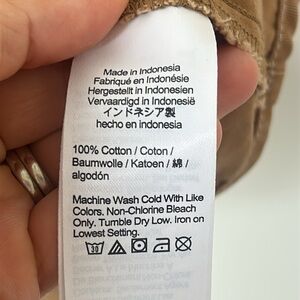 Made in Indonesia
Fabriqué en Indonésie
Hergestellt in Indonesien
Vervaardigd in Indonesië
インドネシア製
hecho en indonesia
100% Cotton / Coton /
Baumwolle / Katoen / 綿 /
algodón
Machine Wash Cold With Like
Colors. Non-Chlorine Bleach
Only. Tumble Dry Low. Iron on
Lowest Setting.
30